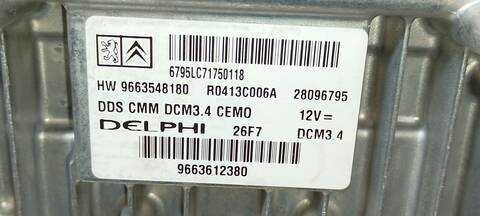 6795LC71750118
HW 9663548180 R0413C006A 28096795
DDS CMM DCM3.4 CEMO 12V=
DELPHI 26F7 DCM3.4
9663612380